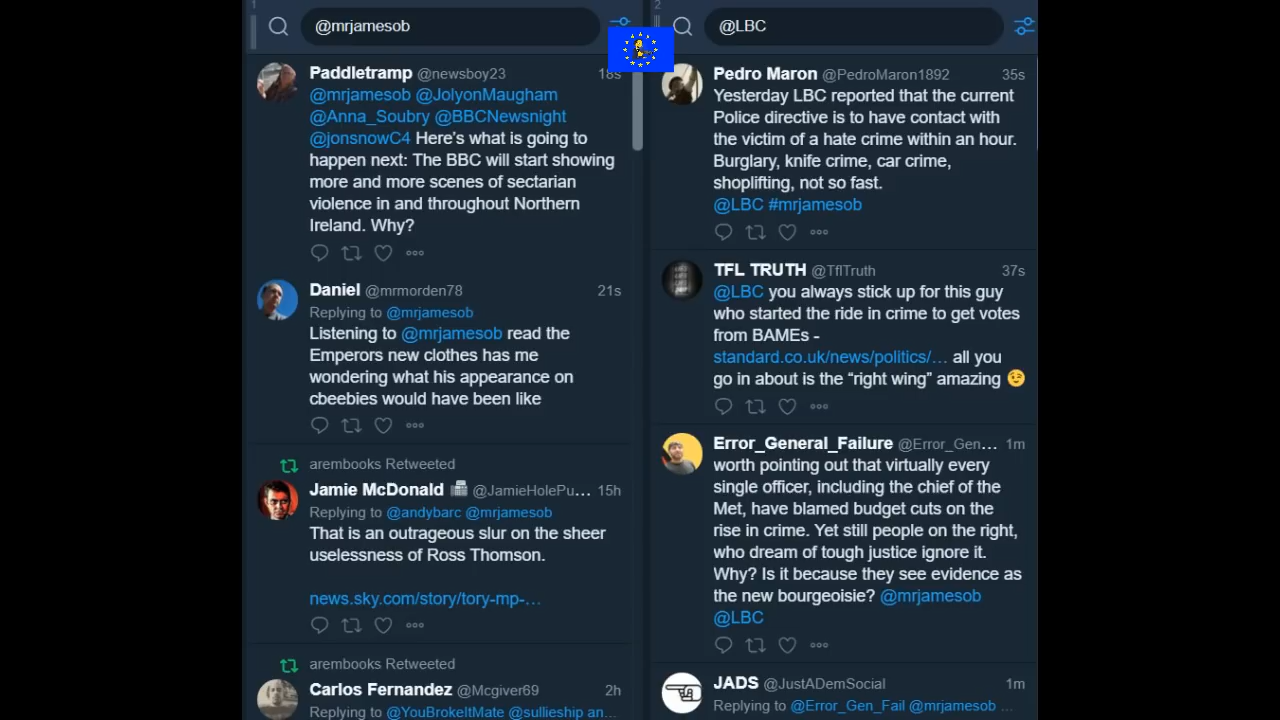 1
@mrjamesob
Paddletramp @newsboy23 18s
@mrjamesob @JolyonMaugham
@Anna_Soubry @BBCNewsnight
@jonsnowC4 Here's what is going to
happen next: The BBC will start showing
more and more scenes of sectarian
violence in and throughout Northern
Ireland. Why?
Daniel @mrmorden78 21s
Replying to @mrjamesob
Listening to @mrjamesob read the
Emperors new clothes has me
wondering what his appearance on
cbeebies would have been like
arembooks Retweeted
Jamie McDonald @JamieHolePu... 15h
Replying to @andybarc @mrjamesob
That is an outrageous slur on the sheer
uselessness of Ross Thomson.
news.sky.com/story/tory-mp-...
arembooks Retweeted
Carlos Fernandez @Mcgiver69 2h
Replying to @YouBrokeItMate @sullieship an...
2
@LBC
Pedro Maron @PedroMaron1892 35s
Yesterday LBC reported that the current
Police directive is to have contact with
the victim of a hate crime within an hour.
Burglary, knife crime, car crime,
shoplifting, not so fast.
@LBC #mrjamesob
TFL TRUTH @TflTruth 37s
@LBC you always stick up for this guy
who started the ride in crime to get votes
from BAMEs -
standard.co.uk/news/politics/... all you
go in about is the “right wing” amazing 😉
Error_General_Failure @Error_Gen... 1m
worth pointing out that virtually every
single officer, including the chief of the
Met, have blamed budget cuts on the
rise in crime. Yet still people on the right,
who dream of tough justice ignore it.
Why? Is it because they see evidence as
the new bourgeoisie? @mrjamesob
@LBC
JADS @JustADemSocial 1m
Replying to @Error_Gen_Fail @mrjamesob ...